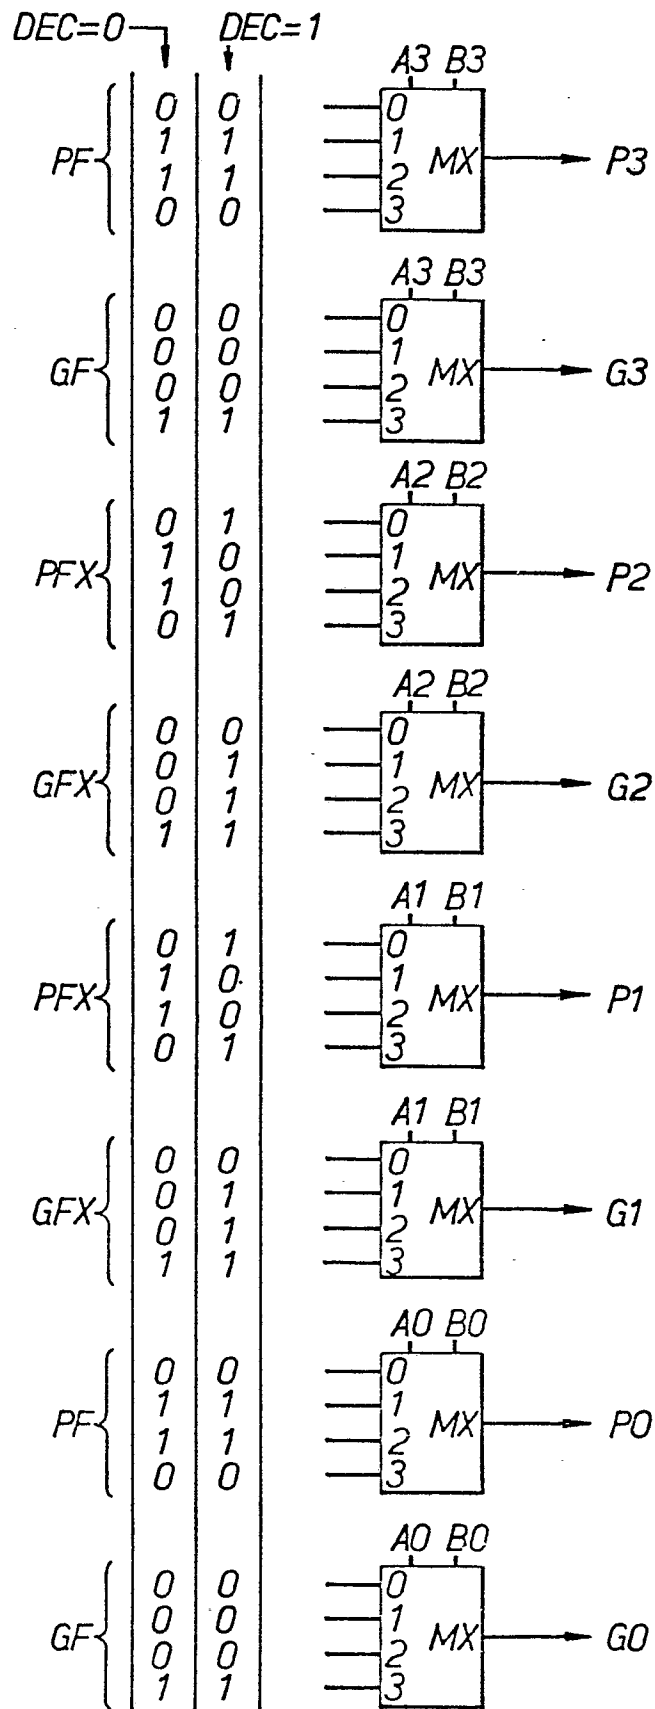 DEC=0 DEC=1
A3 B3
0 0 0
1 1 1
PF MX P3
1 1 2
0 0 3
A3 B3
0 0 0
0 0 1
GF MX G3
0 0 2
1 1 3
A2 B2
0 1 0
1 0 1
PFX MX P2
1 0 2
0 1 3
A2 B2
0 0 0
0 1 1
GFX MX G2
0 1 2
1 1 3
A1 B1
0 1 0
1 0 1
PFX MX P1
1 0 2
0 1 3
A1 B1
0 0 0
0 1 1
GFX MX G1
0 1 2
1 1 3
A0 B0
0 0 0
1 1 1
PF MX P0
1 1 2
0 0 3
A0 B0
0 0 0
0 0 1
GF MX G0
0 0 2
1 1 3